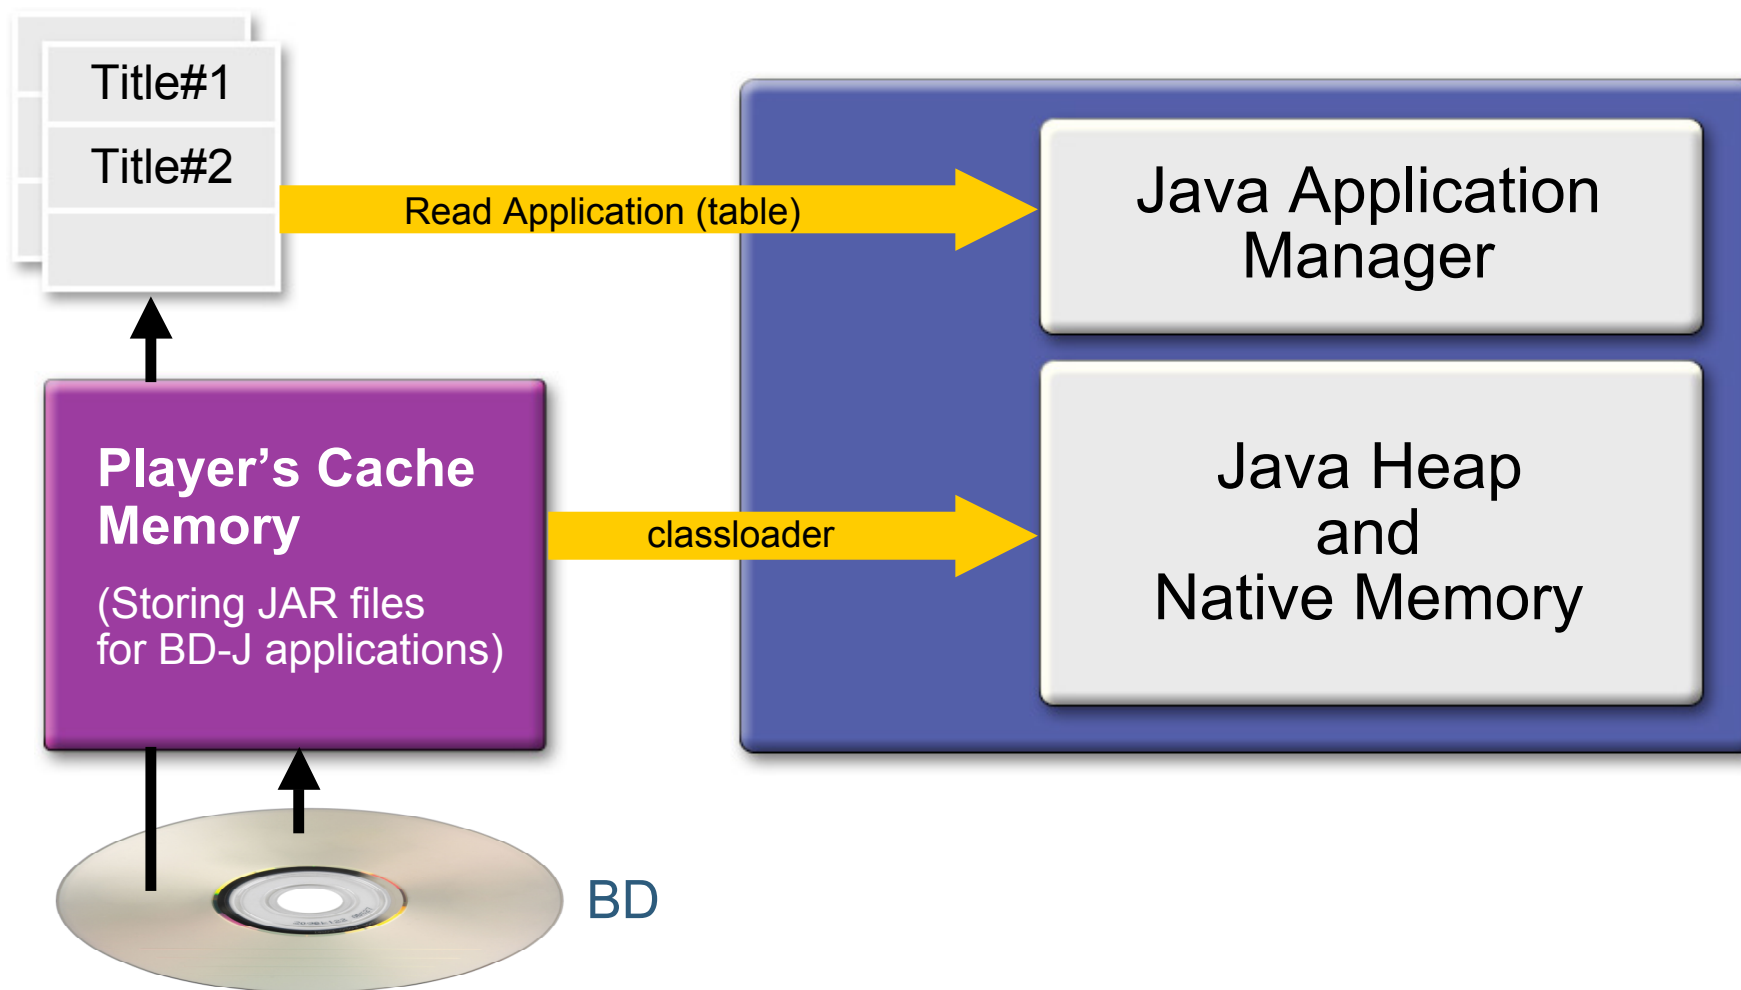 Title#1
Title#2
Read Application (table)
Java Application
Manager
Player’s Cache
Memory
(Storing JAR files
for BD-J applications)
classloader
Java Heap
and
Native Memory
BD